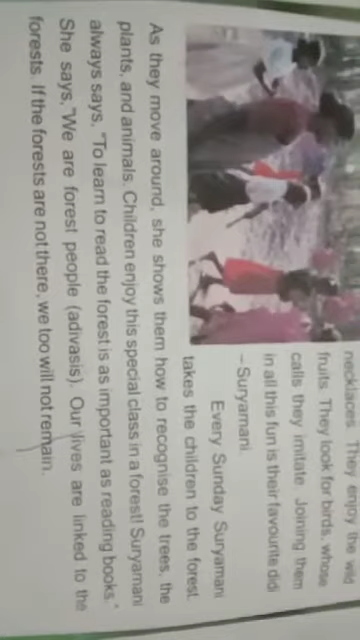 necklaces. They enjoy the wild
fruits. They look for birds, whose
calls they imitate. Joining them
in all this fun is their favourite didi
– Suryamani.
Every Sunday Suryamani
takes the children to the forest.
As they move around, she shows them how to recognise the trees, the
plants, and animals. Children enjoy this special class in a forest! Suryamani
always says, "To learn to read the forest is as important as reading books."
She says,"We are forest people (adivasis). Our lives are linked to the
forests. If the forests are not there, we too will not remain.